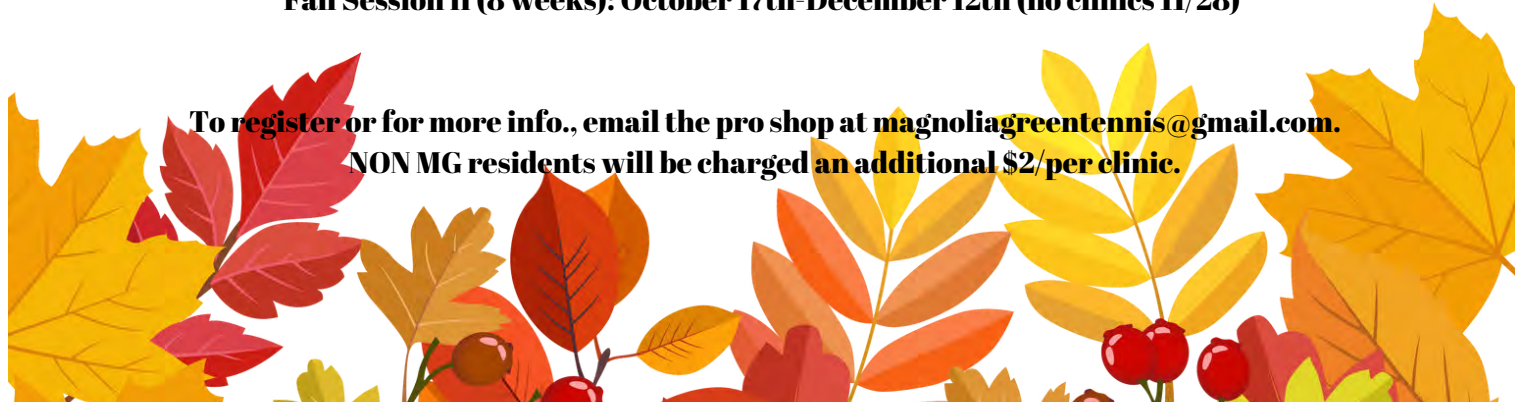 Fall Session II (8 weeks): October 17th-December 12th (no clinics 11/28)
To register or for more info., email the pro shop at magnoliagreentennis@gmail.com.
NON MG residents will be charged an additional $2/per clinic.